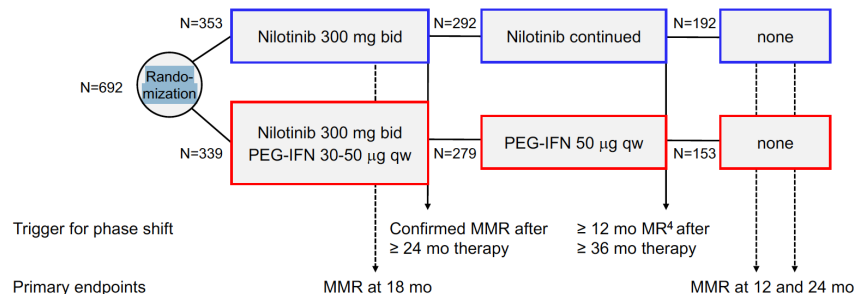 N=353
Nilotinib 300 mg bid
N=292
Nilotinib continued
N=192
none
N=692
Rando-
mization
N=339
Nilotinib 300 mg bid
PEG-IFN 30-50 µg qw
N=279
PEG-IFN 50 µg qw
N=153
none
Trigger for phase shift
Confirmed MMR after
≥ 24 mo therapy
≥ 12 mo MR⁴ after
≥ 36 mo therapy
Primary endpoints
MMR at 18 mo
MMR at 12 and 24 mo